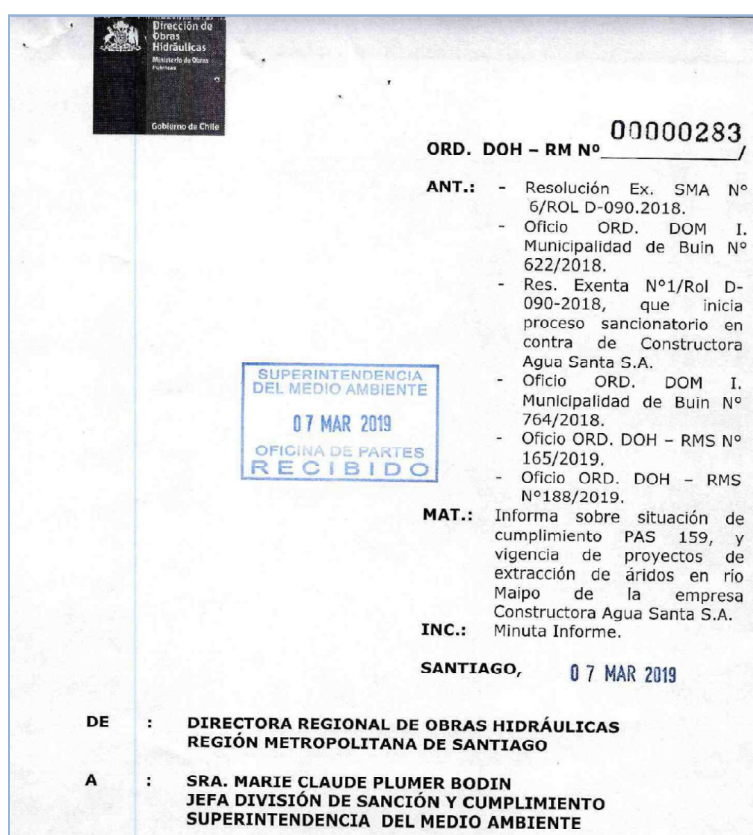 Dirección de
Obras
Hidráulicas
Ministerio de Obras
Públicas
Gobierno de Chile
00000283
ORD. DOH – RM Nº ________/
ANT.: - Resolución Ex. SMA Nº
6/ROL D-090.2018.
- Oficio ORD. DOM I.
Municipalidad de Buin Nº
622/2018.
- Res. Exenta Nº1/Rol D-
090-2018, que inicia
proceso sancionatorio en
contra de Constructora
Agua Santa S.A.
- Oficio ORD. DOM I.
Municipalidad de Buin Nº
764/2018.
- Oficio ORD. DOH – RMS Nº
165/2019.
- Oficio ORD. DOH – RMS
Nº188/2019.
SUPERINTENDENCIA
DEL MEDIO AMBIENTE
07 MAR 2019
OFICINA DE PARTES
RECIBIDO
MAT.: Informa sobre situación de
cumplimiento PAS 159, y
vigencia de proyectos de
extracción de áridos en rio
Maipo de la empresa
Constructora Agua Santa S.A.
INC.: Minuta Informe.
SANTIAGO, 07 MAR 2019
DE : DIRECTORA REGIONAL DE OBRAS HIDRÁULICAS
REGIÓN METROPOLITANA DE SANTIAGO
A : SRA. MARIE CLAUDE PLUMER BODIN
JEFA DIVISIÓN DE SANCIÓN Y CUMPLIMIENTO
SUPERINTENDENCIA DEL MEDIO AMBIENTE